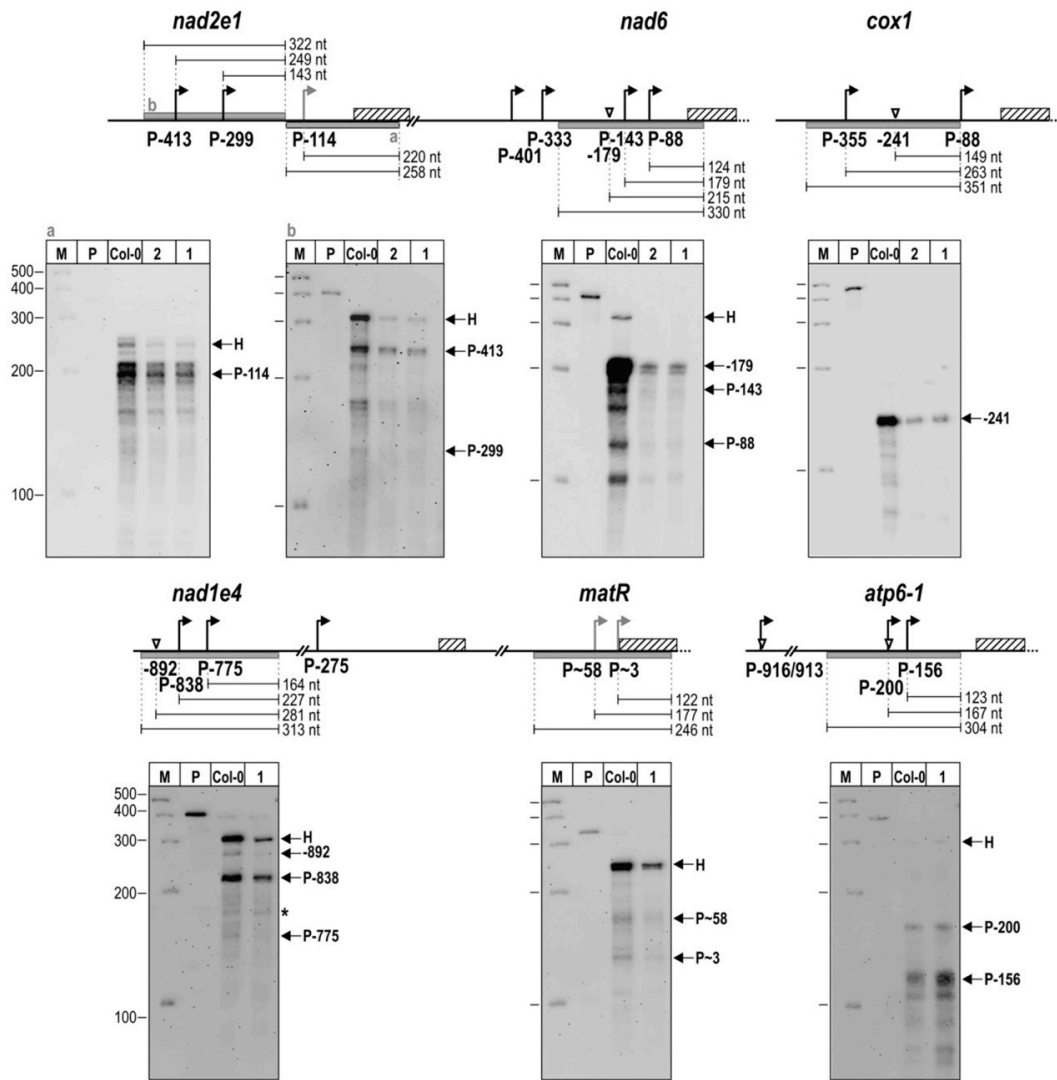 nad2e1 nad6 cox1
322 nt
249 nt
143 nt
b
P-413 P-299 P-114 a
P-401 P-333 -179 P-143 P-88
P-355 -241 P-88
220 nt
258 nt
124 nt
179 nt
215 nt
330 nt
149 nt
263 nt
351 nt
a
M P Col-0 2 1
500
400
300
200
100
H
P-114
b
M P Col-0 2 1
H
P-413
P-299
M P Col-0 2 1
H
-179
P-143
P-88
M P Col-0 2 1
-241
nad1e4 matR atp6-1
-892 P-838 P-775 P-275
P~58 P~3
P-916/913 P-200 P-156
164 nt
227 nt
281 nt
313 nt
122 nt
177 nt
246 nt
123 nt
167 nt
304 nt
M P Col-0 1
500
400
300
200
100
H
-892
P-838
*
P-775
M P Col-0 1
H
P~58
P~3
M P Col-0 1
H
P-200
P-156